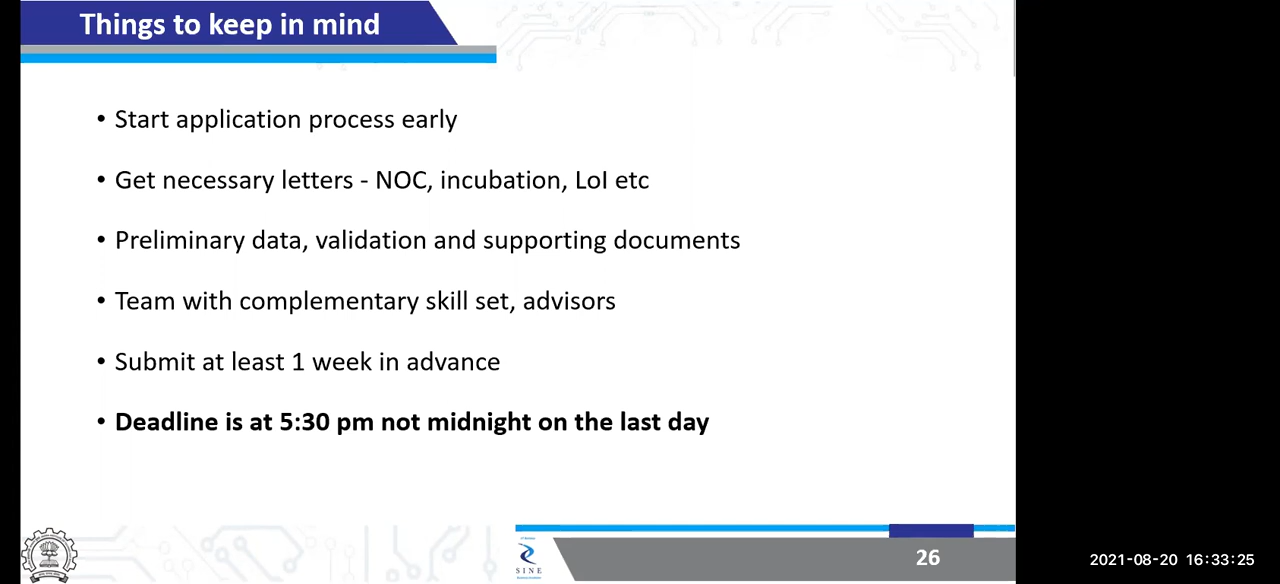 Things to keep in mind
• Start application process early
• Get necessary letters - NOC, incubation, LoI etc
• Preliminary data, validation and supporting documents
• Team with complementary skill set, advisors
• Submit at least 1 week in advance
• Deadline is at 5:30 pm not midnight on the last day
SINE
26
2021-08-20 16:33:25